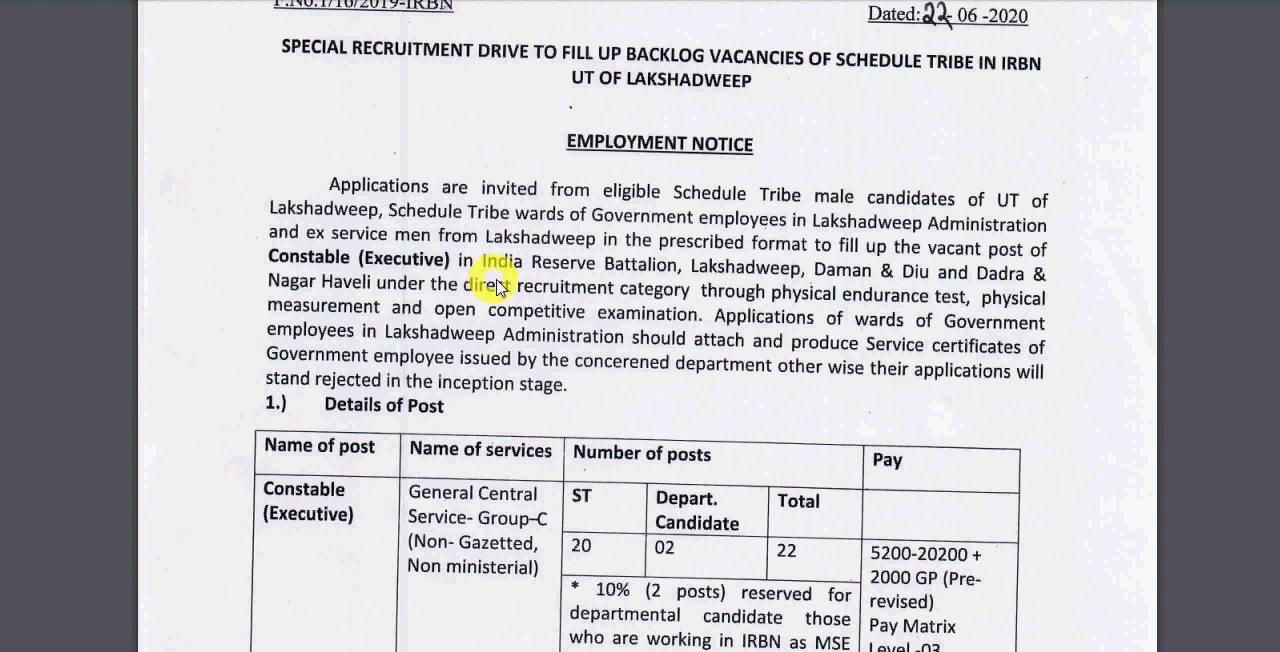 F.No.1/16/2019-IRBN
Dated:22- 06 -2020
SPECIAL RECRUITMENT DRIVE TO FILL UP BACKLOG VACANCIES OF SCHEDULE TRIBE IN IRBN
UT OF LAKSHADWEEP
EMPLOYMENT NOTICE
Applications are invited from eligible Schedule Tribe male candidates of UT of
Lakshadweep, Schedule Tribe wards of Government employees in Lakshadweep Administration
and ex service men from Lakshadweep in the prescribed format to fill up the vacant post of
Constable (Executive) in India Reserve Battalion, Lakshadweep, Daman & Diu and Dadra &
Nagar Haveli under the direct recruitment category through physical endurance test, physical
measurement and open competitive examination. Applications of wards of Government
employees in Lakshadweep Administration should attach and produce Service certificates of
Government employee issued by the concerened department other wise their applications will
stand rejected in the inception stage.
1.) Details of Post
Name of post Name of services Number of posts Pay
Constable
(Executive)
General Central
Service- Group–C
(Non- Gazetted,
Non ministerial)
ST Depart.
Candidate Total
20 02 22
* 10% (2 posts) reserved for
departmental candidate those
who are working in IRBN as MSE
5200-20200 +
2000 GP (Pre-
revised)
Pay Matrix
Level -03